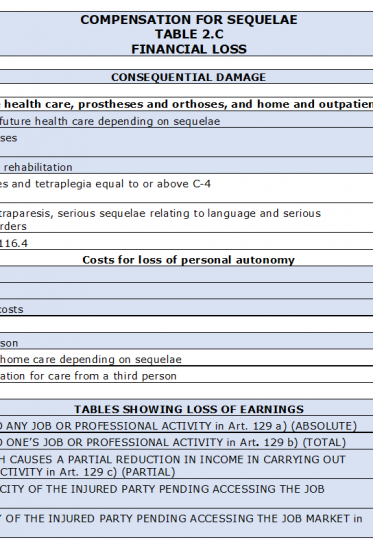 COMPENSATION FOR SEQUELAE
TABLE 2.C
FINANCIAL LOSS
CONSEQUENTIAL DAMAGE
health care, prostheses and orthoses, and home and outpatien
future health care depending on sequelae
ses
rehabilitation
es and tetraplegia equal to or above C-4
traparesis, serious sequelae relating to language and serious
rders
116.4
Costs for loss of personal autonomy
costs
son
home care depending on sequelae
ation for care from a third person
TABLES SHOWING LOSS OF EARNINGS
O ANY JOB OR PROFESSIONAL ACTIVITY in Art. 129 a) (ABSOLUTE)
O ONE'S JOB OR PROFESSIONAL ACTIVITY in Art. 129 b) (TOTAL)
H CAUSES A PARTIAL REDUCTION IN INCOME IN CARRYING OUT
CTIVITY in Art. 129 c) (PARTIAL)
CITY OF THE INJURED PARTY PENDING ACCESSING THE JOB
Y OF THE INJURED PARTY PENDING ACCESSING THE JOB MARKET in